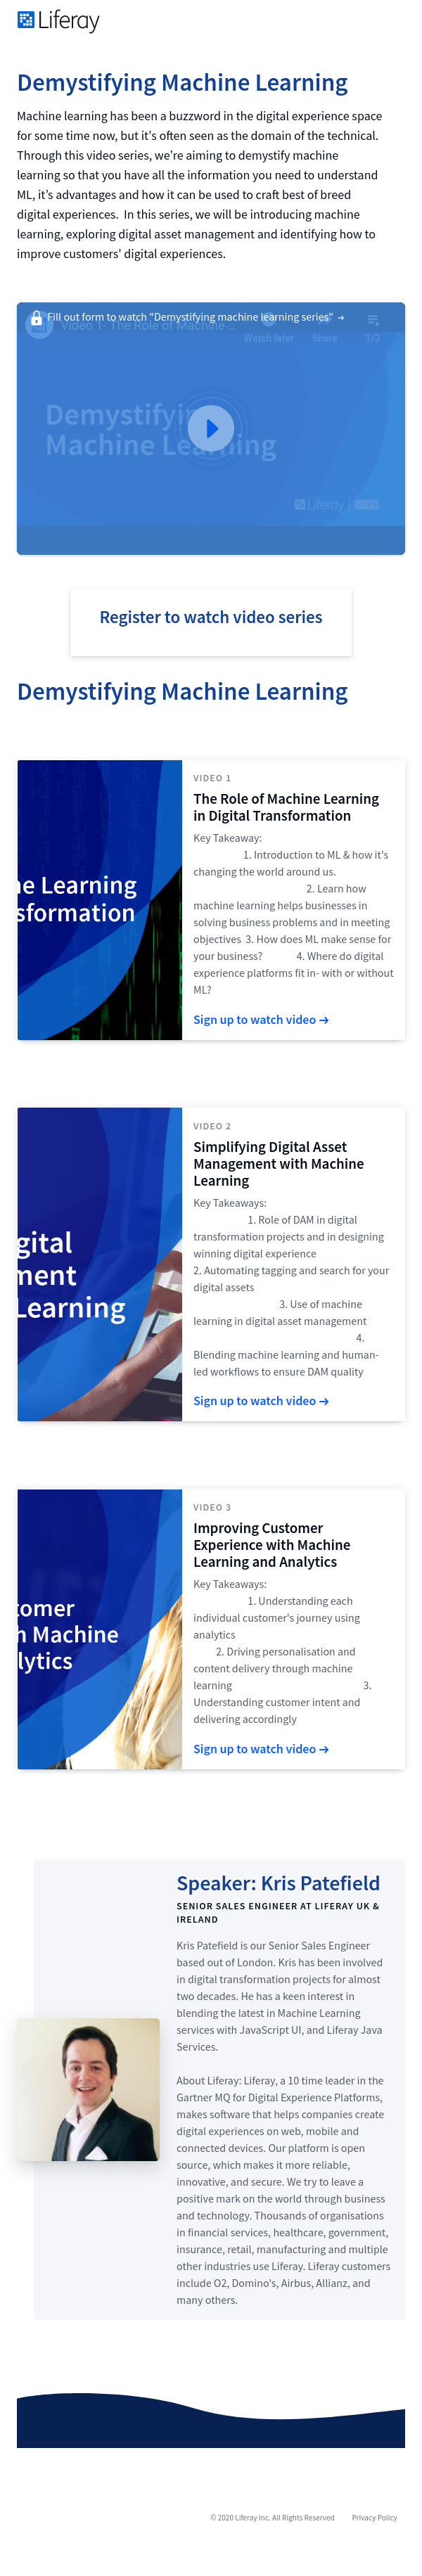 Liferay
Demystifying Machine Learning
Machine learning has been a buzzword in the digital experience space
for some time now, but it's often seen as the domain of the technical.
Through this video series, we’re aiming to demystify machine
learning so that you have all the information you need to understand
ML, it’s advantages and how it can be used to craft best of breed
digital experiences.  In this series, we will be introducing machine
learning, exploring digital asset management and identifying how to
improve customers' digital experiences.
Fill out form to watch "Demystifying machine learning series" →
Video 1- The Role of Machine ...
Watch later Share 1/3
Demystifying
Machine Learning
Liferay
Register to watch video series
Demystifying Machine Learning
VIDEO 1
The Role of Machine Learning
in Digital Transformation
Key Takeaway:
1. Introduction to ML & how it's
changing the world around us.
2. Learn how
machine learning helps businesses in
solving business problems and in meeting
objectives  3. How does ML make sense for
your business? 4. Where do digital
experience platforms fit in- with or without
ML?
Sign up to watch video →
ne Learning
sformation
VIDEO 2
Simplifying Digital Asset
Management with Machine
Learning
Key Takeaways:
1. Role of DAM in digital
transformation projects and in designing
winning digital experience
2. Automating tagging and search for your
digital assets
3. Use of machine
learning in digital asset management
4.
Blending machine learning and human-
led workflows to ensure DAM quality
Sign up to watch video →
gital
ment
Learning
VIDEO 3
Improving Customer
Experience with Machine
Learning and Analytics
Key Takeaways:
1. Understanding each
individual customer's journey using
analytics
2. Driving personalisation and
content delivery through machine
learning 3.
Understanding customer intent and
delivering accordingly
Sign up to watch video →
tomer
h Machine
lytics
Speaker: Kris Patefield
SENIOR SALES ENGINEER AT LIFERAY UK &
IRELAND
Kris Patefield is our Senior Sales Engineer
based out of London. Kris has been involved
in digital transformation projects for almost
two decades. He has a keen interest in
blending the latest in Machine Learning
services with JavaScript UI, and Liferay Java
Services.
About Liferay: Liferay, a 10 time leader in the
Gartner MQ for Digital Experience Platforms,
makes software that helps companies create
digital experiences on web, mobile and
connected devices. Our platform is open
source, which makes it more reliable,
innovative, and secure. We try to leave a
positive mark on the world through business
and technology. Thousands of organisations
in financial services, healthcare, government,
insurance, retail, manufacturing and multiple
other industries use Liferay. Liferay customers
include O2, Domino's, Airbus, Allianz, and
many others.
© 2020 Liferay Inc. All Rights Reserved Privacy Policy